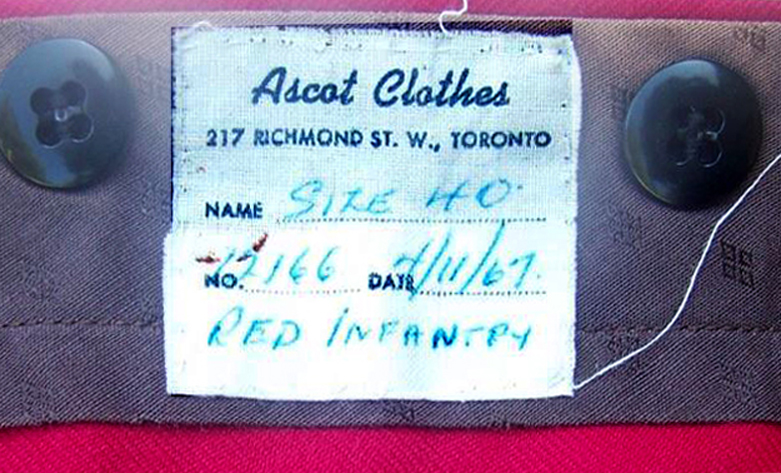 Ascot Clothes
217 RICHMOND ST. W., TORONTO
NAME SIZE 40
NO. 12166 DATE 4/11/67.
RED INFANTRY